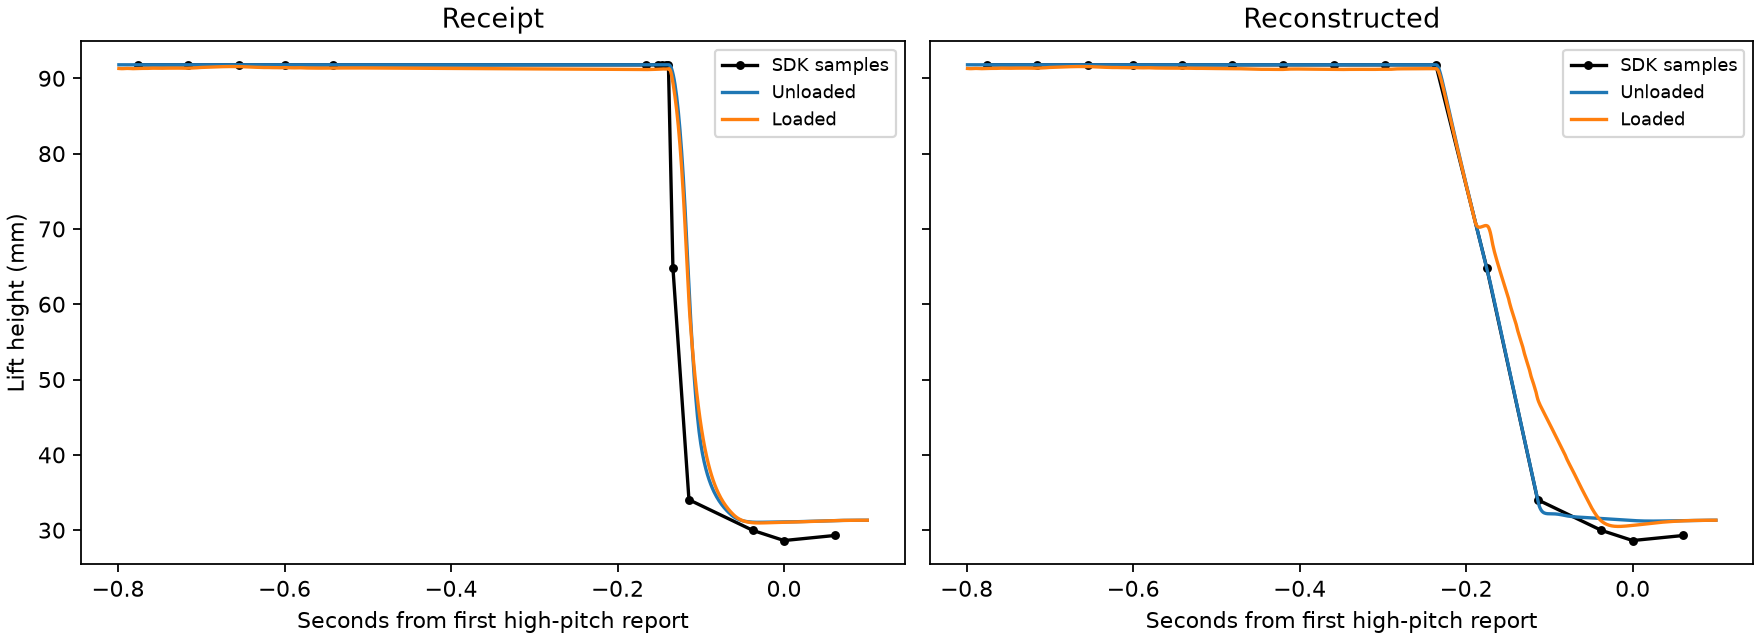 Receipt
Reconstructed
SDK samples
Unloaded
Loaded
SDK samples
Unloaded
Loaded
Lift height (mm)
90
80
70
60
50
40
30
−0.8
−0.6
−0.4
−0.2
0.0
−0.8
−0.6
−0.4
−0.2
0.0
Seconds from first high-pitch report
Seconds from first high-pitch report